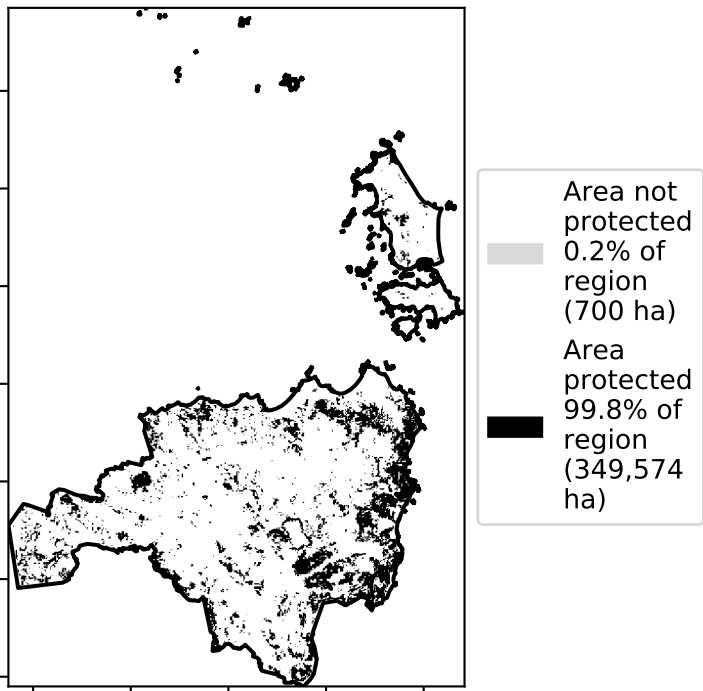 Area not
protected
0.2% of
region
(700 ha)
Area
protected
99.8% of
region
(349,574
ha)